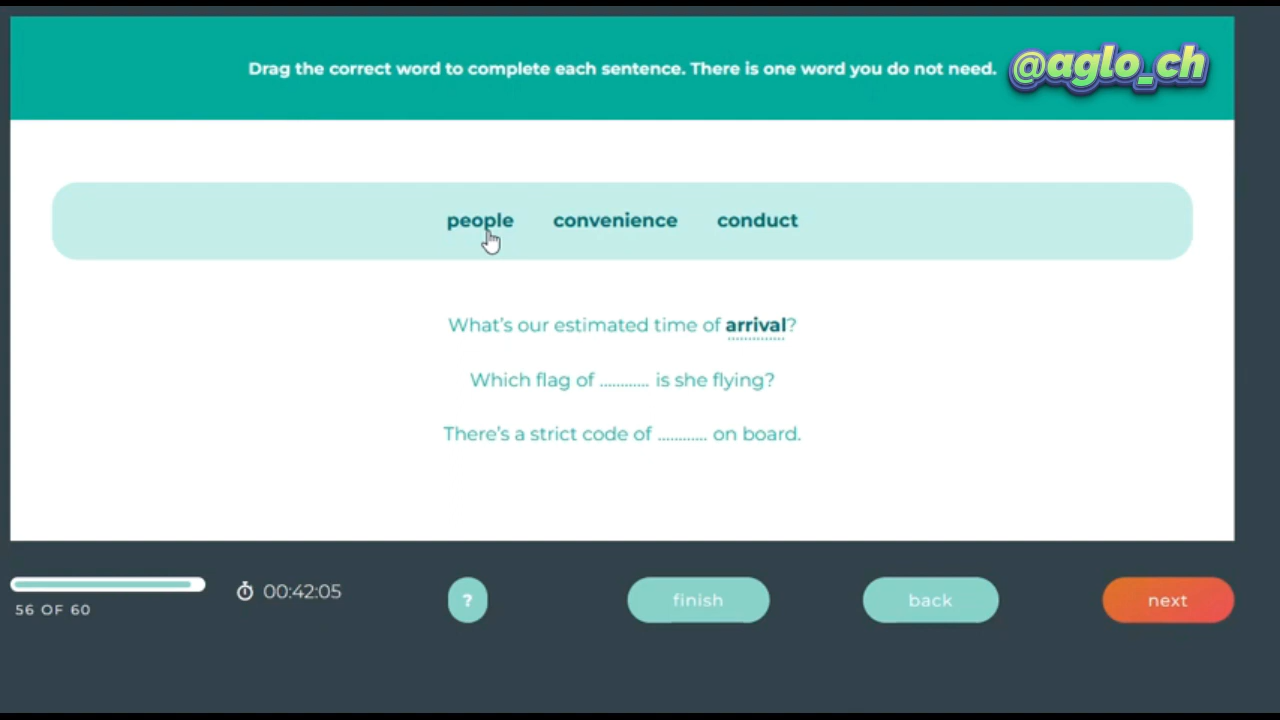 Drag the correct word to complete each sentence. There is one word you do not need.
@aglo_ch
people convenience conduct
What's our estimated time of arrival?
Which flag of ............ is she flying?
There's a strict code of ............ on board.
00:42:05 ? finish back next
56 OF 60